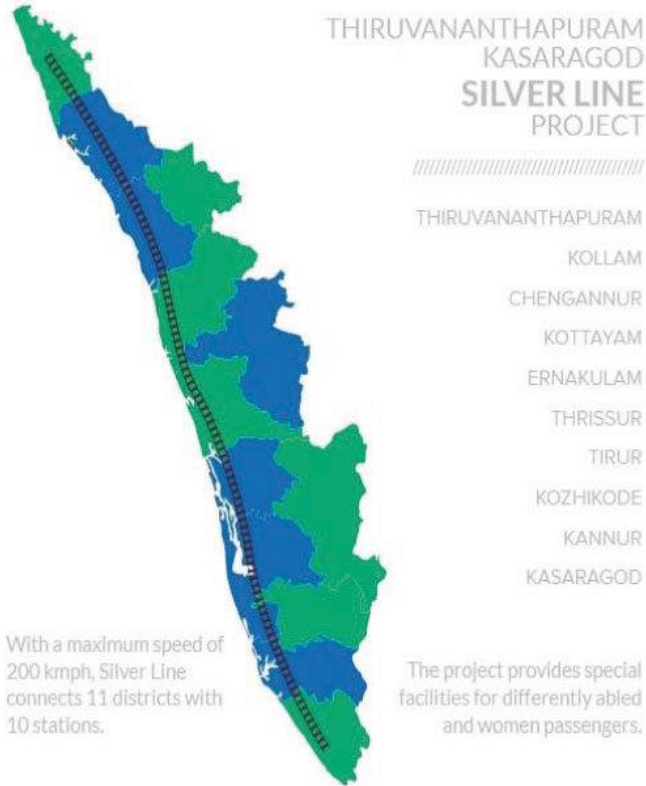 THIRUVANANTHAPURAM
KASARAGOD
SILVER LINE
PROJECT
THIRUVANANTHAPURAM
KOLLAM
CHENGANNUR
KOTTAYAM
ERNAKULAM
THRISSUR
TIRUR
KOZHIKODE
KANNUR
KASARAGOD
With a maximum speed of
200 kmph, Silver Line
connects 11 districts with
10 stations.
The project provides special
facilities for differently abled
and women passengers.